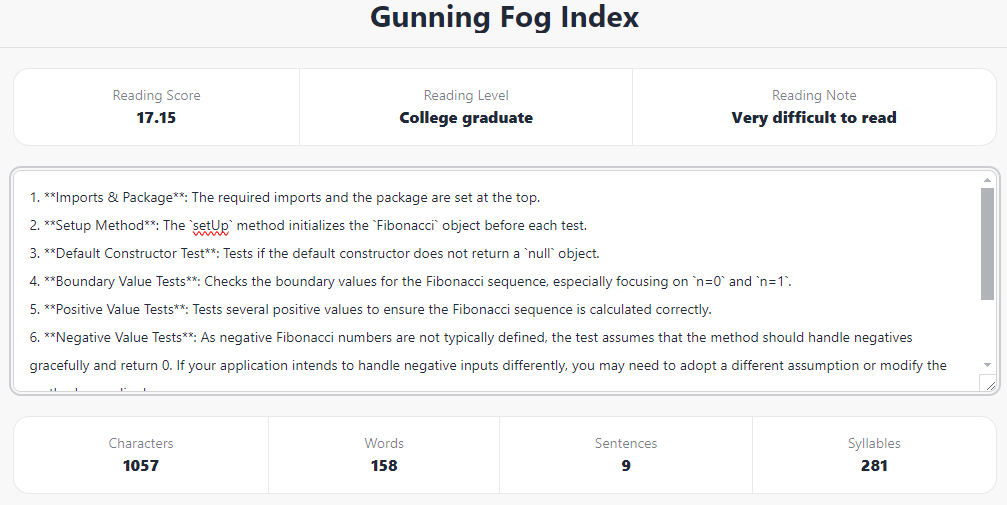 Gunning Fog Index
Reading Score
17.15
Reading Level
College graduate
Reading Note
Very difficult to read
1. **Imports & Package**: The required imports and the package are set at the top.
2. **Setup Method**: The `setUp` method initializes the `Fibonacci` object before each test.
3. **Default Constructor Test**: Tests if the default constructor does not return a `null` object.
4. **Boundary Value Tests**: Checks the boundary values for the Fibonacci sequence, especially focusing on `n=0` and `n=1`.
5. **Positive Value Tests**: Tests several positive values to ensure the Fibonacci sequence is calculated correctly.
6. **Negative Value Tests**: As negative Fibonacci numbers are not typically defined, the test assumes that the method should handle negatives
gracefully and return 0. If your application intends to handle negative inputs differently, you may need to adopt a different assumption or modify the
Characters
1057
Words
158
Sentences
9
Syllables
281